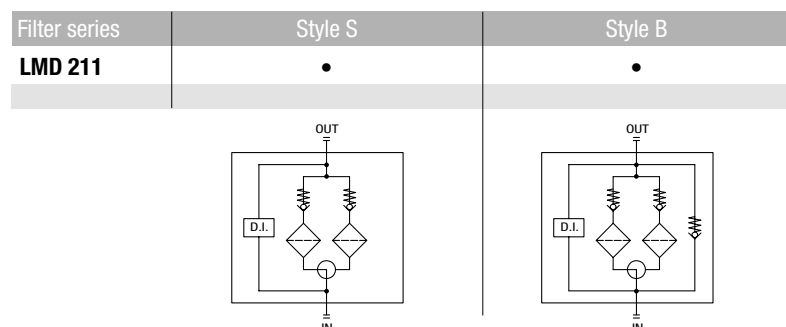 Filter series Style S Style B
LMD 211 • •
OUT OUT
D.I. D.I.
IN IN